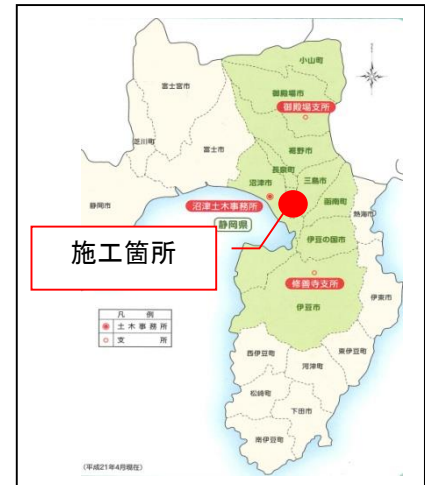 小山町
富士宮市
御殿場市
御殿場支所
芝川町
富士市
裾野市
長泉町
三島市
沼津市
函南町
静岡市
沼津土木事務所
熱海市
静岡県
伊豆の国市
施工箇所
修善寺支所
伊東市
伊豆市
凡 例
土木事務所
支 所
西伊豆町
東伊豆町
河津町
松崎町
下田市
南伊豆町
(平成21年4月現在)